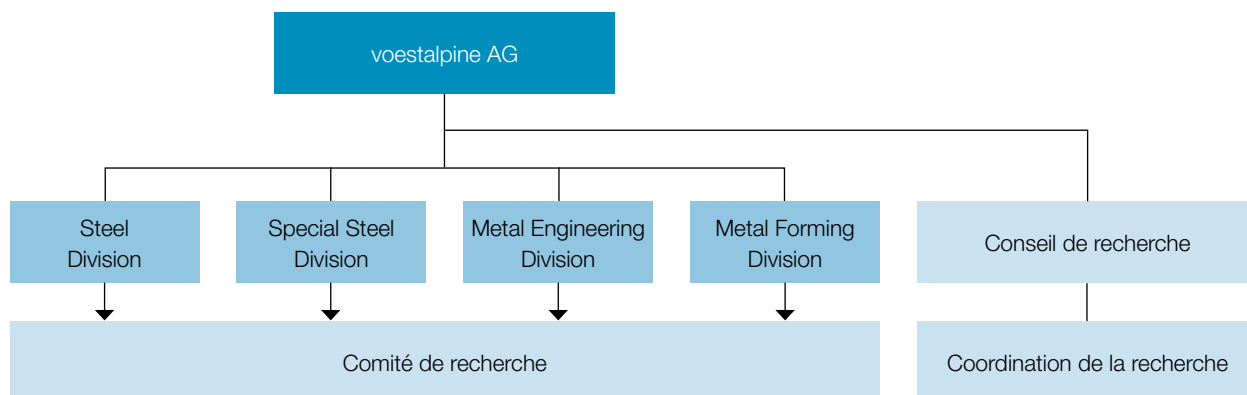 voestalpine AG
Steel
Division
Special Steel
Division
Metal Engineering
Division
Metal Forming
Division
Conseil de recherche
Comité de recherche
Coordination de la recherche